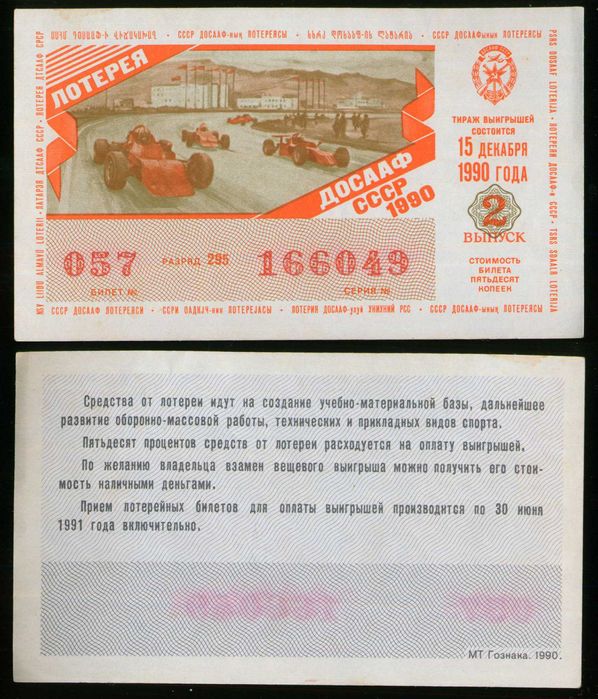 ЛОТЕРЕЯ
ДОСААФ
СССР
1990
ТИРАЖ ВЫИГРЫШЕЙ
СОСТОИТСЯ
15 ДЕКАБРЯ
1990 ГОДА
2
ВЫПУСК
СТОИМОСТЬ
БИЛЕТА
ПЯТЬДЕСЯТ
КОПЕЕК
057 РАЗРЯД 295 166049
БИЛЕТ № СЕРИЯ №
СССР ДОСААФ-ның ЛОТЕРЕЯСЫ
СССР ДОСААФ ЛОТЕРЕЯСИ
ЛОТЕРЕЯ ДОСААФ СССР
Средства от лотереи идут на создание учебно-материальной базы, дальнейшее
развитие оборонно-массовой работы, технических и прикладных видов спорта.
Пятьдесят процентов средств от лотереи расходуется на оплату выигрышей.
По желанию владельца взамен вещевого выигрыша можно получить его стои-
мость наличными деньгами.
Прием лотерейных билетов для оплаты выигрышей производится по 30 июня
1991 года включительно.
МТ Гознака. 1990.